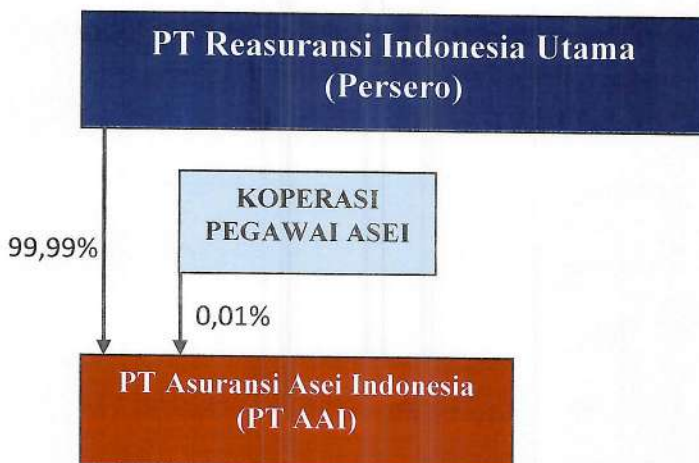 PT Reasuransi Indonesia Utama
(Persero)
KOPERASI
PEGAWAI ASEI
99,99%
0,01%
PT Asuransi Asei Indonesia
(PT AAI)